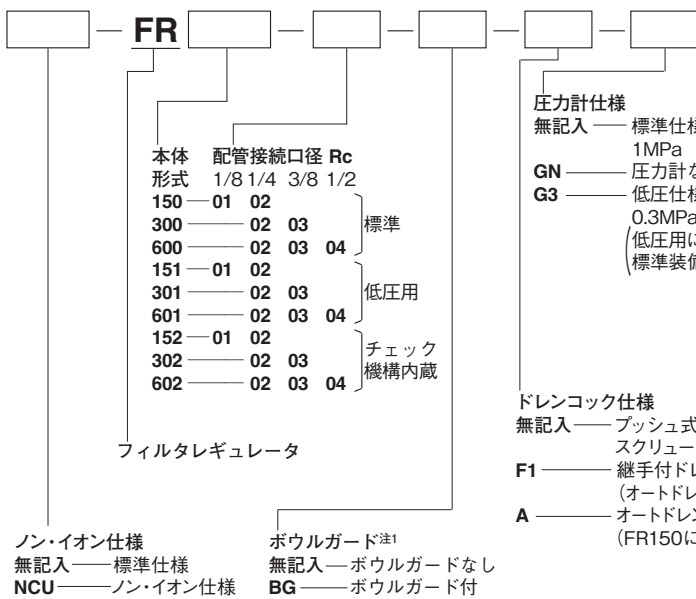 FR
圧力計仕様
無記入 標準仕様
1MPa
GN 圧力計な
G3 低圧仕様
0.3MPa
低圧用に
標準装備
本体 配管接続口径 Rc
形式 1/8 1/4 3/8 1/2
150 01 02
300 02 03
600 02 03 04
標準
151 01 02
301 02 03
601 02 03 04
低圧用
152 01 02
302 02 03
602 02 03 04
チェック
機構内蔵
フィルタレギュレータ
ドレンコック仕様
無記入 プッシュ式
スクリュー
F1 継手付ドレ
(オートドレ
A オートドレン
(FR150に
ノン・イオン仕様
無記入 標準仕様
NCU ノン・イオン仕様
ボウルガード注1
無記入 ボウルガードなし
BG ボウルガード付